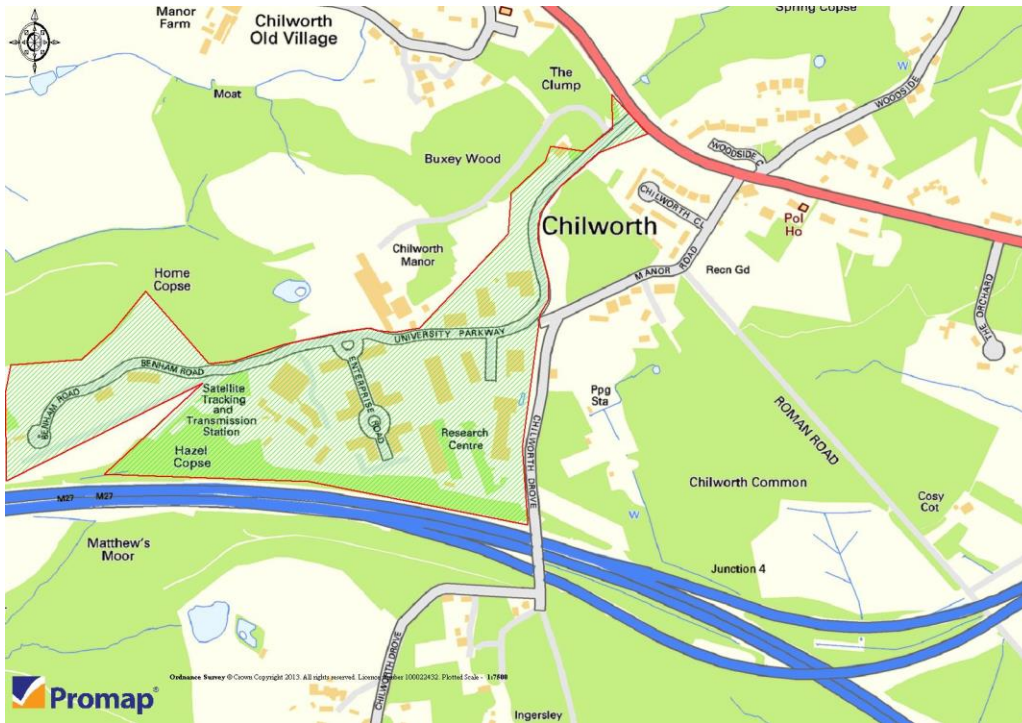 Manor
Farm
Chilworth
Old Village
Spring Copse
The
Clump
W
Moat
WOODSIDE
Buxey Wood
WOODSIDE C
CHILWORTH CL
Chilworth
Pol
Ho
Chilworth
Manor
MANOR ROAD
Recn Gd
Home
Copse
THE ORCHARD
UNIVERSITY PARKWAY
BENHAM ROAD
BENHAM ROAD
ENTERPRISE ROAD
Satellite
Tracking
and
Transmission
Station
Ppg
Sta
ROMAN ROAD
CHILWORTH DROVE
Research
Centre
Hazel
Copse
Chilworth Common
M27 M27
Cosy
Cot
W
Matthew's
Moor
Junction 4
CHILWORTH DROVE
Ordnance Survey © Crown Copyright 2013. All rights reserved. Licence number 100022432. Plotted Scale - 1:7500
Promap®
Ingersley